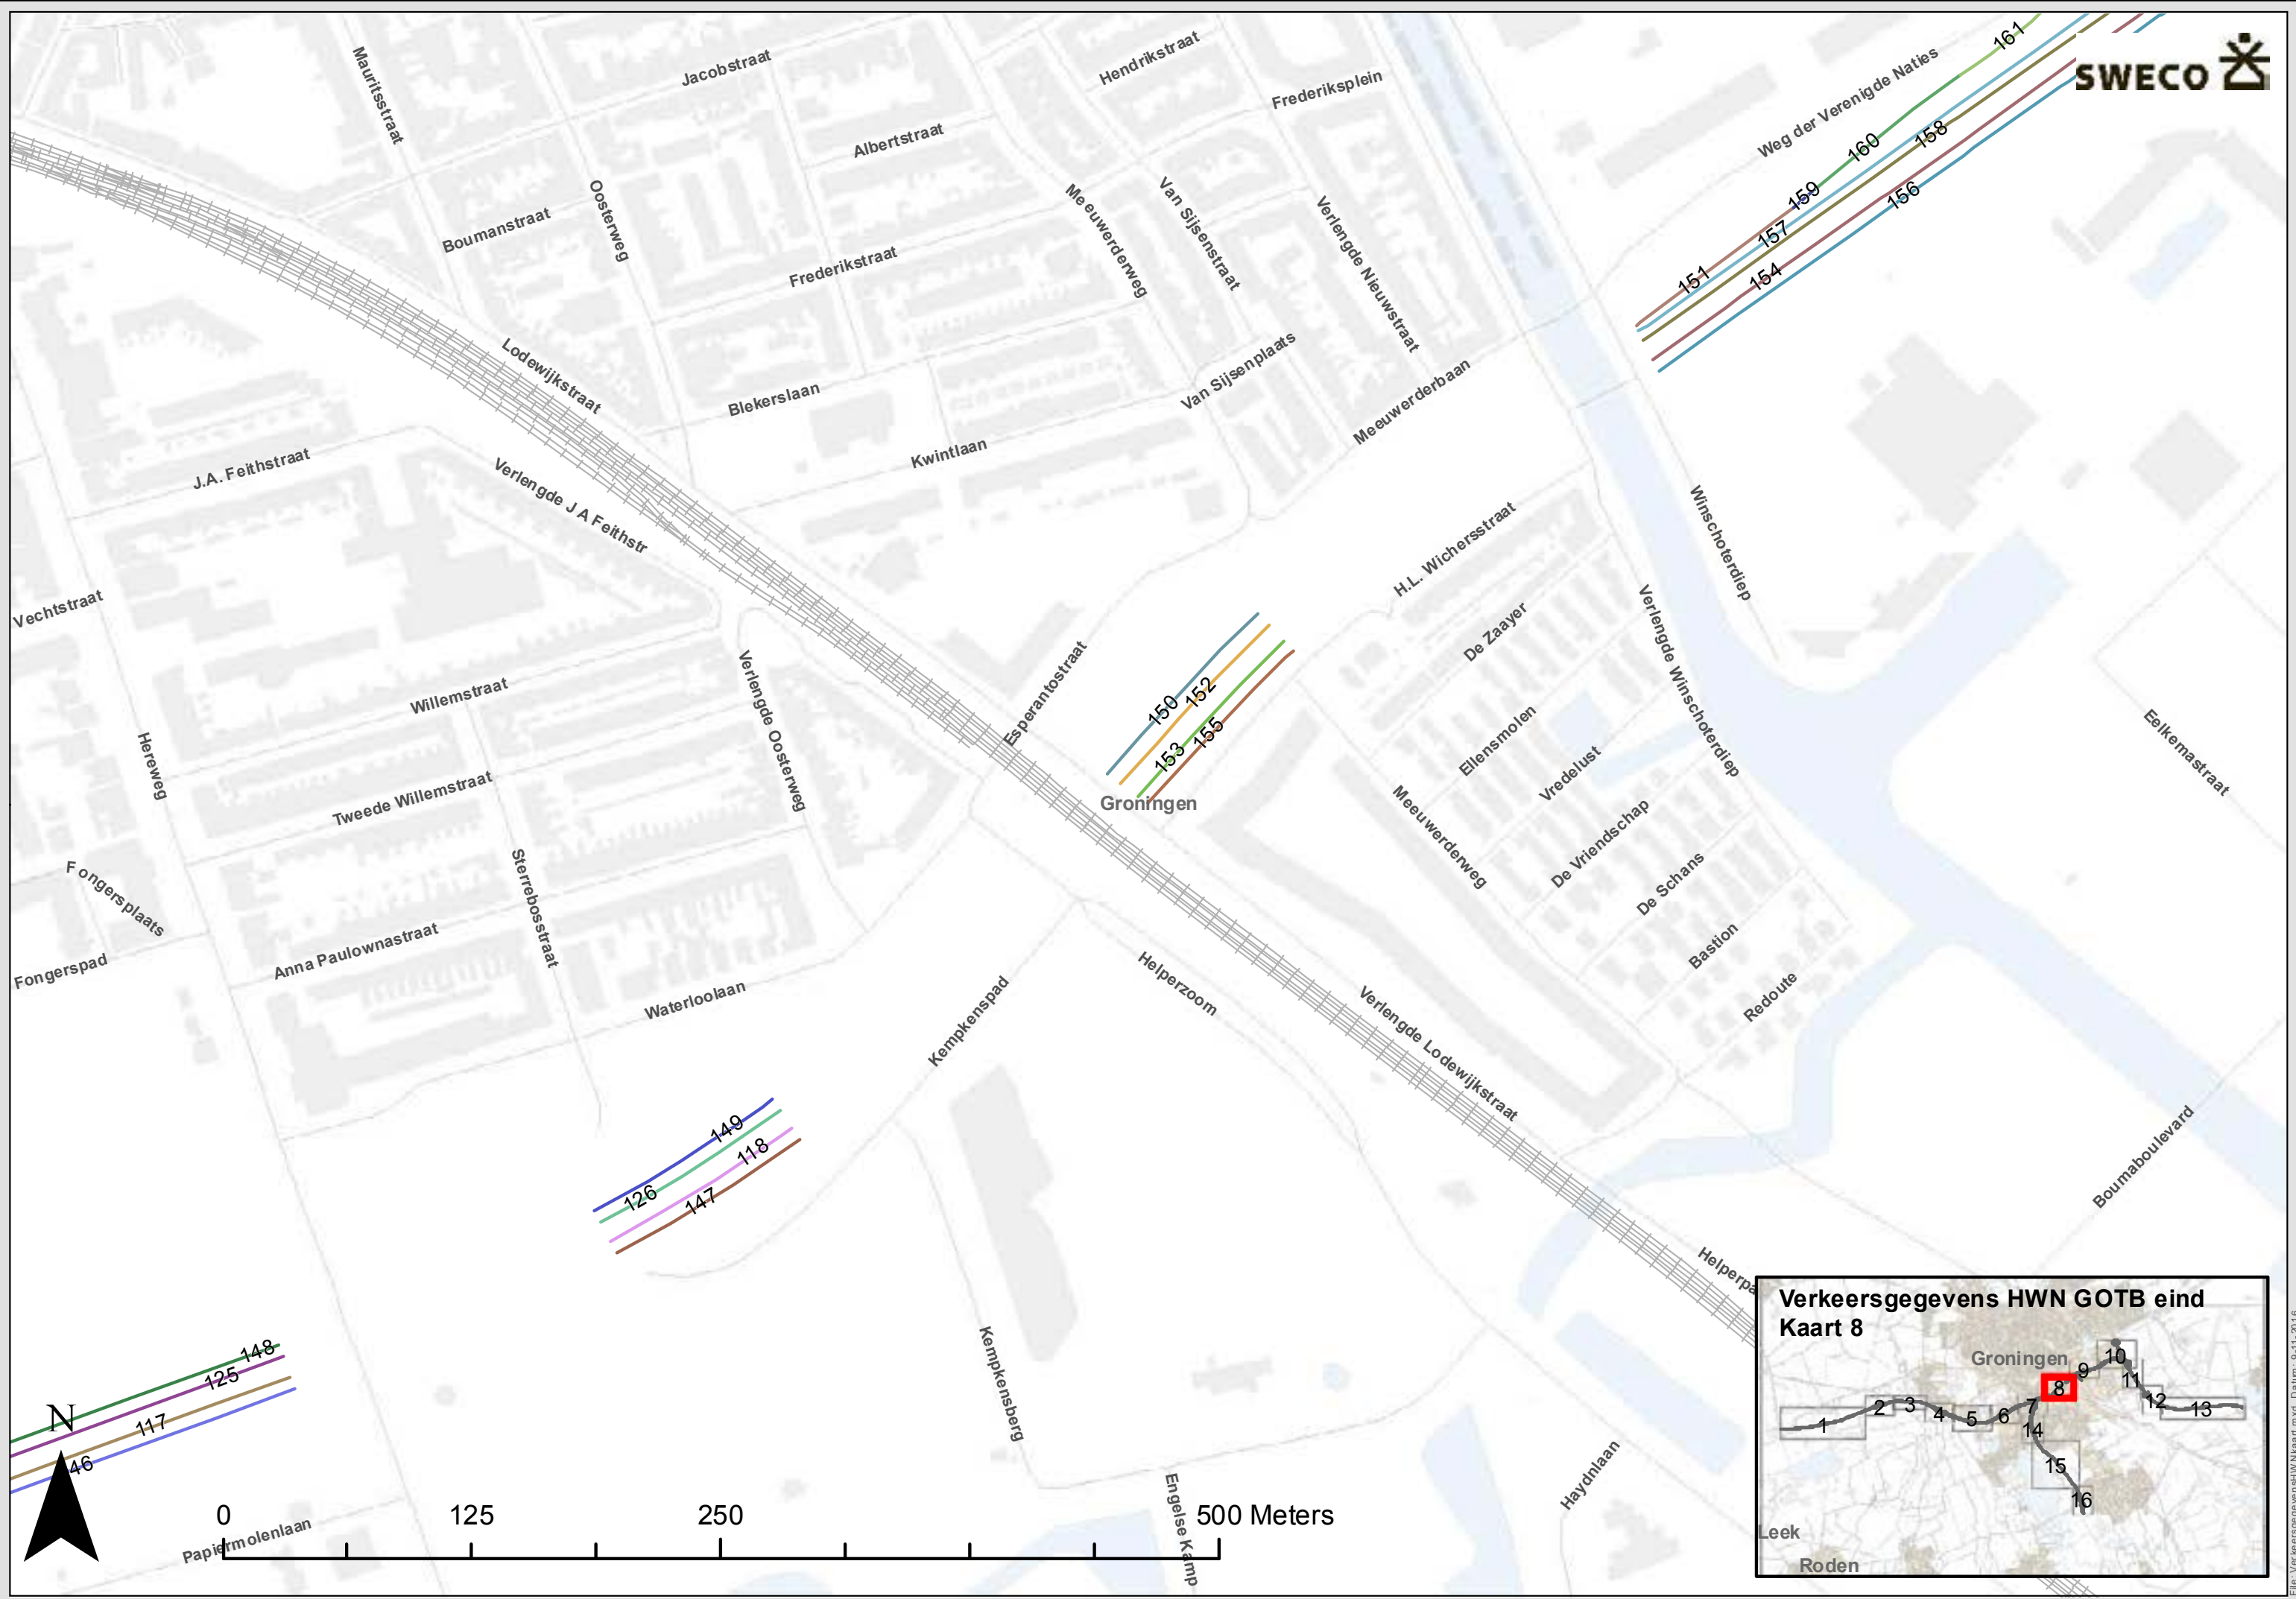 Mauritsstraat
Jacobstraat
Hendrikstraat
Frederiksplein
161
SWECO
Weg der Verenigde Naties
Albertstraat
160
158
Oosterweg
Meeuwerderweg
Van Sijsenstraat
Verlengde Nieuwstraat
159
156
Boumanstraat
157
Frederikstraat
151
154
Lodewijkstraat
Blekerslaan
Van Sijsenplaats
Meeuwerderbaan
J.A. Feithstraat
Verlengde J A Feithstr
Kwintlaan
Winschoterdiep
H.L. Wichersstraat
Vechtstraat
De Zaayer
Verlengde Winschoterdiep
Esperantostraat
150
152
153
155
Groningen
Willemstraat
Verlengde Oosterweg
Ellensmolen
Vredelust
Eelkemastraat
Hereweg
Tweede Willemstraat
Meeuwerderweg
De Vriendschap
De Schans
Fongersplaats
Sterrebosstraat
Anna Paulownastraat
Bastion
Fongerspad
Waterloolaan
Kempkenspad
Helperzoom
Verlengde Lodewijkstraat
Redoute
149
118
126
147
Boumaboulevard
Helperpa
148
125
117
46
N
Kempkensberg
Engelse Kamp
Haydnlaan
Papiermolenlaan
0
125
250
500 Meters
Verkeersgegevens HWN GOTB eind
Kaart 8
Groningen
1
2
3
4
5
6
7
8
9
10
11
12
13
14
15
16
Leek
Roden